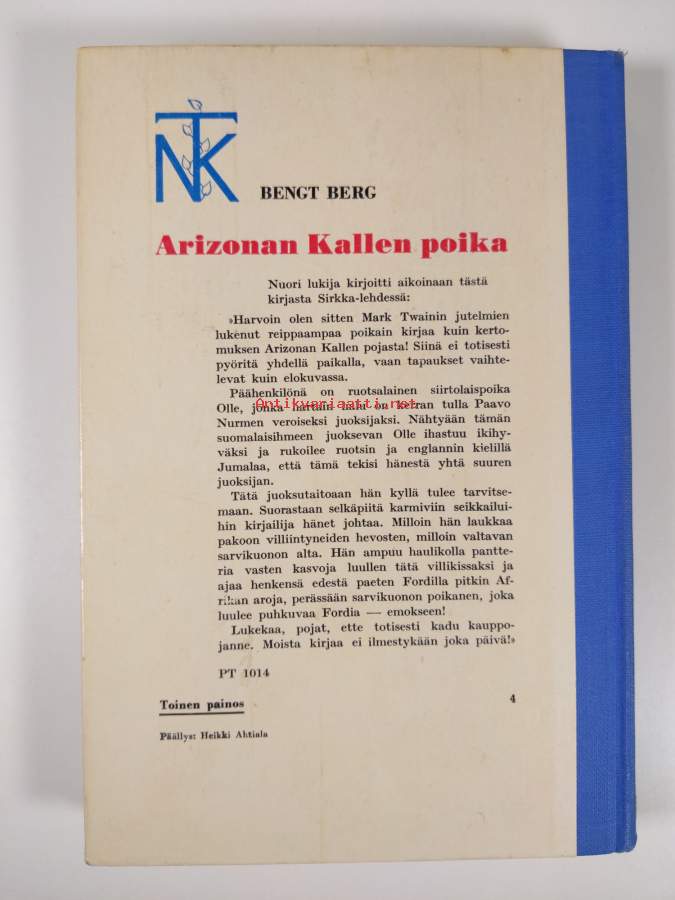 NTK
BENGT BERG
Arizonan Kallen poika
Nuori lukija kirjoitti aikoinaan tästä
kirjasta Sirkka-lehdessä:
»Harvoin olen sitten Mark Twainin jutelmien
lukenut reippaampaa poikain kirjaa kuin kerto-
muksen Arizonan Kallen pojasta! Siinä ei totisesti
pyöritä yhdellä paikalla, vaan tapaukset vaihte-
levat kuin elokuvassa.
Päähenkilönä on ruotsalainen siirtolaispoika
Olle, jonka hartain halu on kerran tulla Paavo
Antikvariaatti.net
Nurmen veroiseksi juoksijaksi. Nähtyään tämän
suomalaisihmeen juoksevan Olle ihastuu ikihy-
väksi ja rukoilee ruotsin ja englannin kielillä
Jumalaa, että tämä tekisi hänestä yhtä suuren
juoksijan.
Tätä juoksutaitoaan hän kyllä tulee tarvitse-
maan. Suorastaan selkäpiitä karmiviin seikkailui-
hin kirjailija hänet johtaa. Milloin hän laukkaa
pakoon villiintyneiden hevosten, milloin valtavan
sarvikuonon alta. Hän ampuu haulikolla pantte-
ria vasten kasvoja luullen tätä villikissaksi ja
ajaa henkensä edestä paeten Fordilla pitkin Af-
rikan aroja, perässään sarvikuonon poikanen, joka
luulee puhkuvaa Fordia — emokseen!
Lukekaa, pojat, ette totisesti kadu kauppo-
janne. Moista kirjaa ei ilmestykään joka päivä!»
PT 1014
Toinen painos 4
Päällys: Heikki Ahtiala